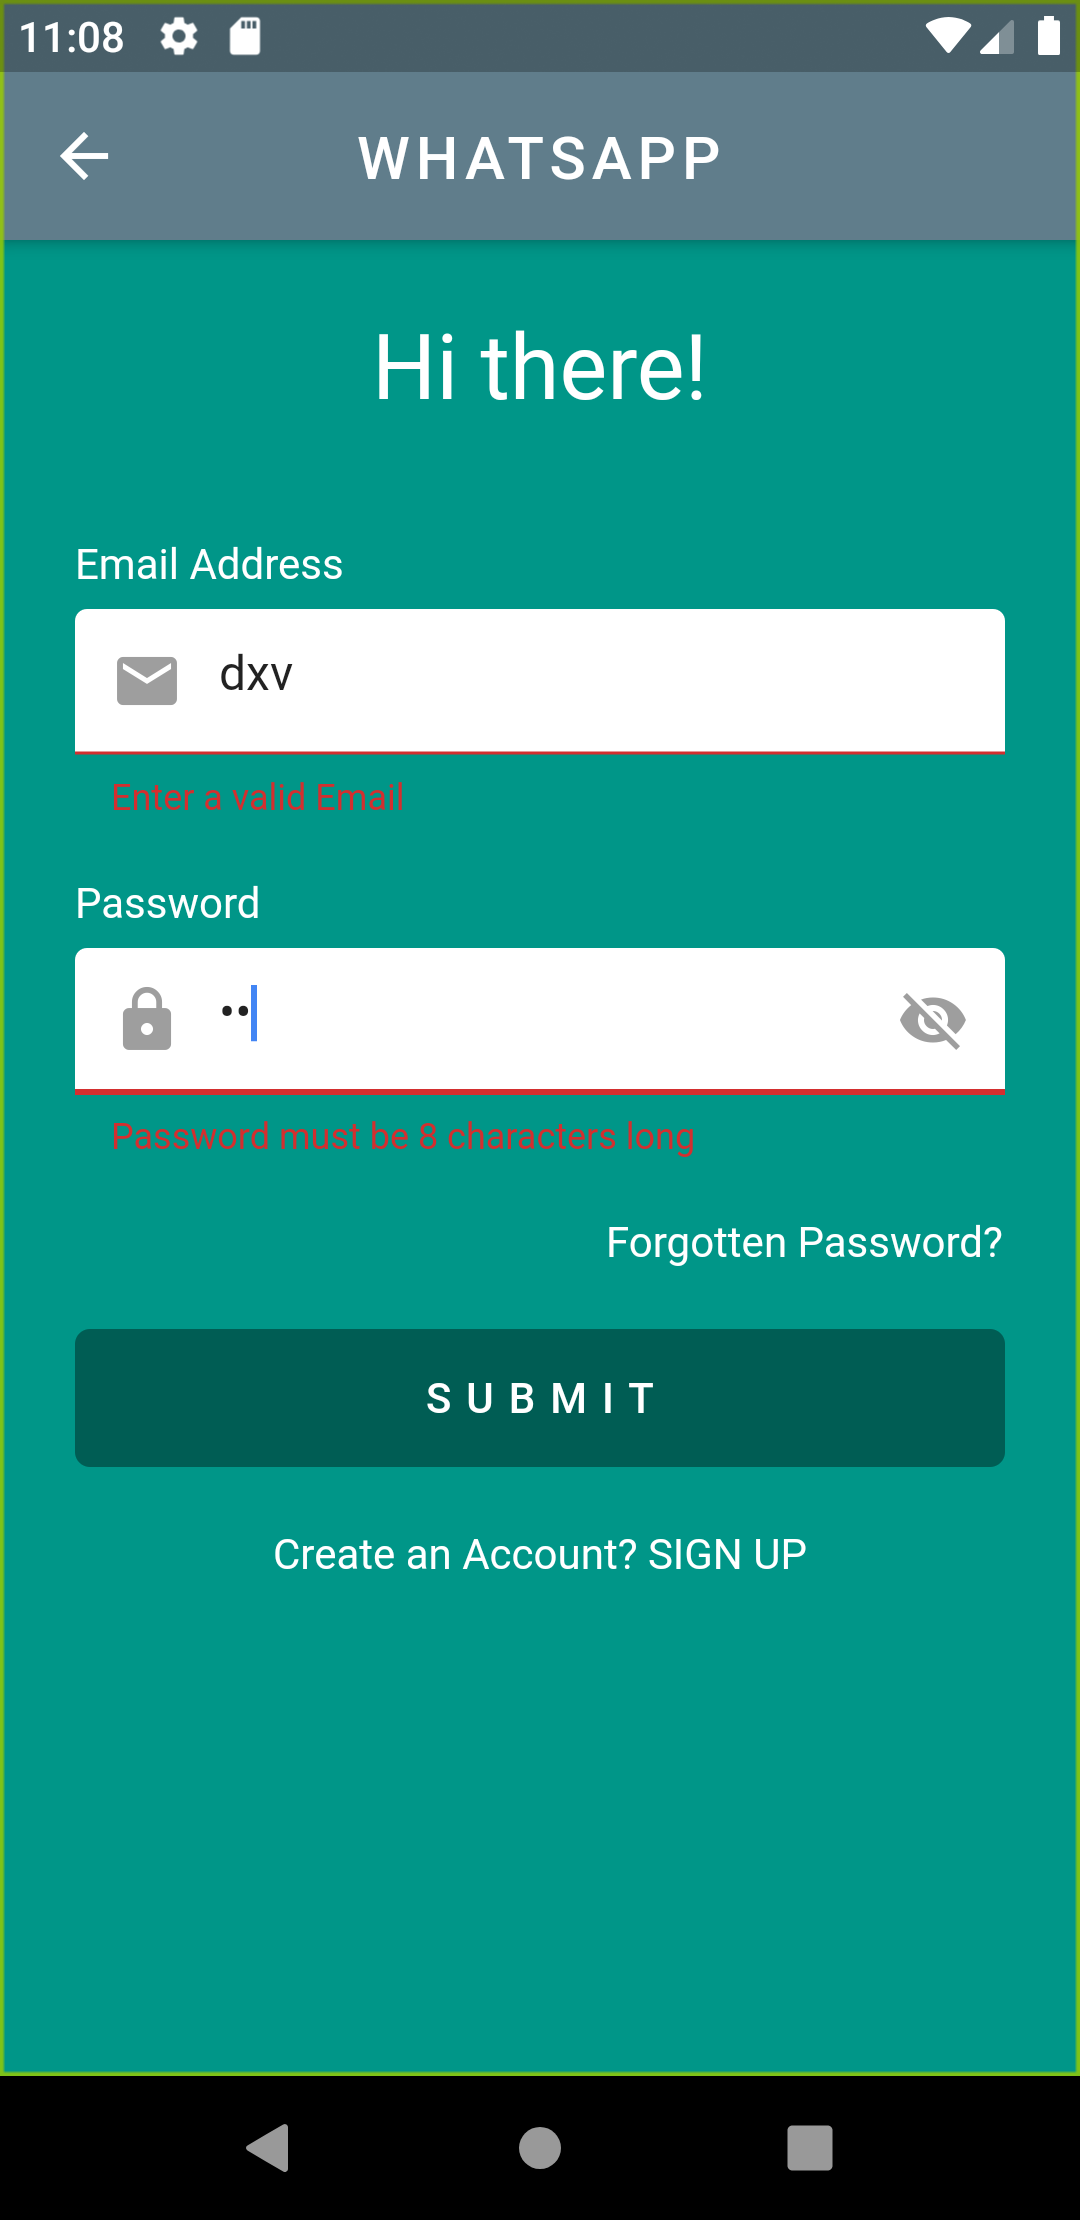 11:08
WHATSAPP
Hi there!
Email Address
dxv
Enter a valid Email
Password
••
Password must be 8 characters long
Forgotten Password?
SUBMIT
Create an Account? SIGN UP